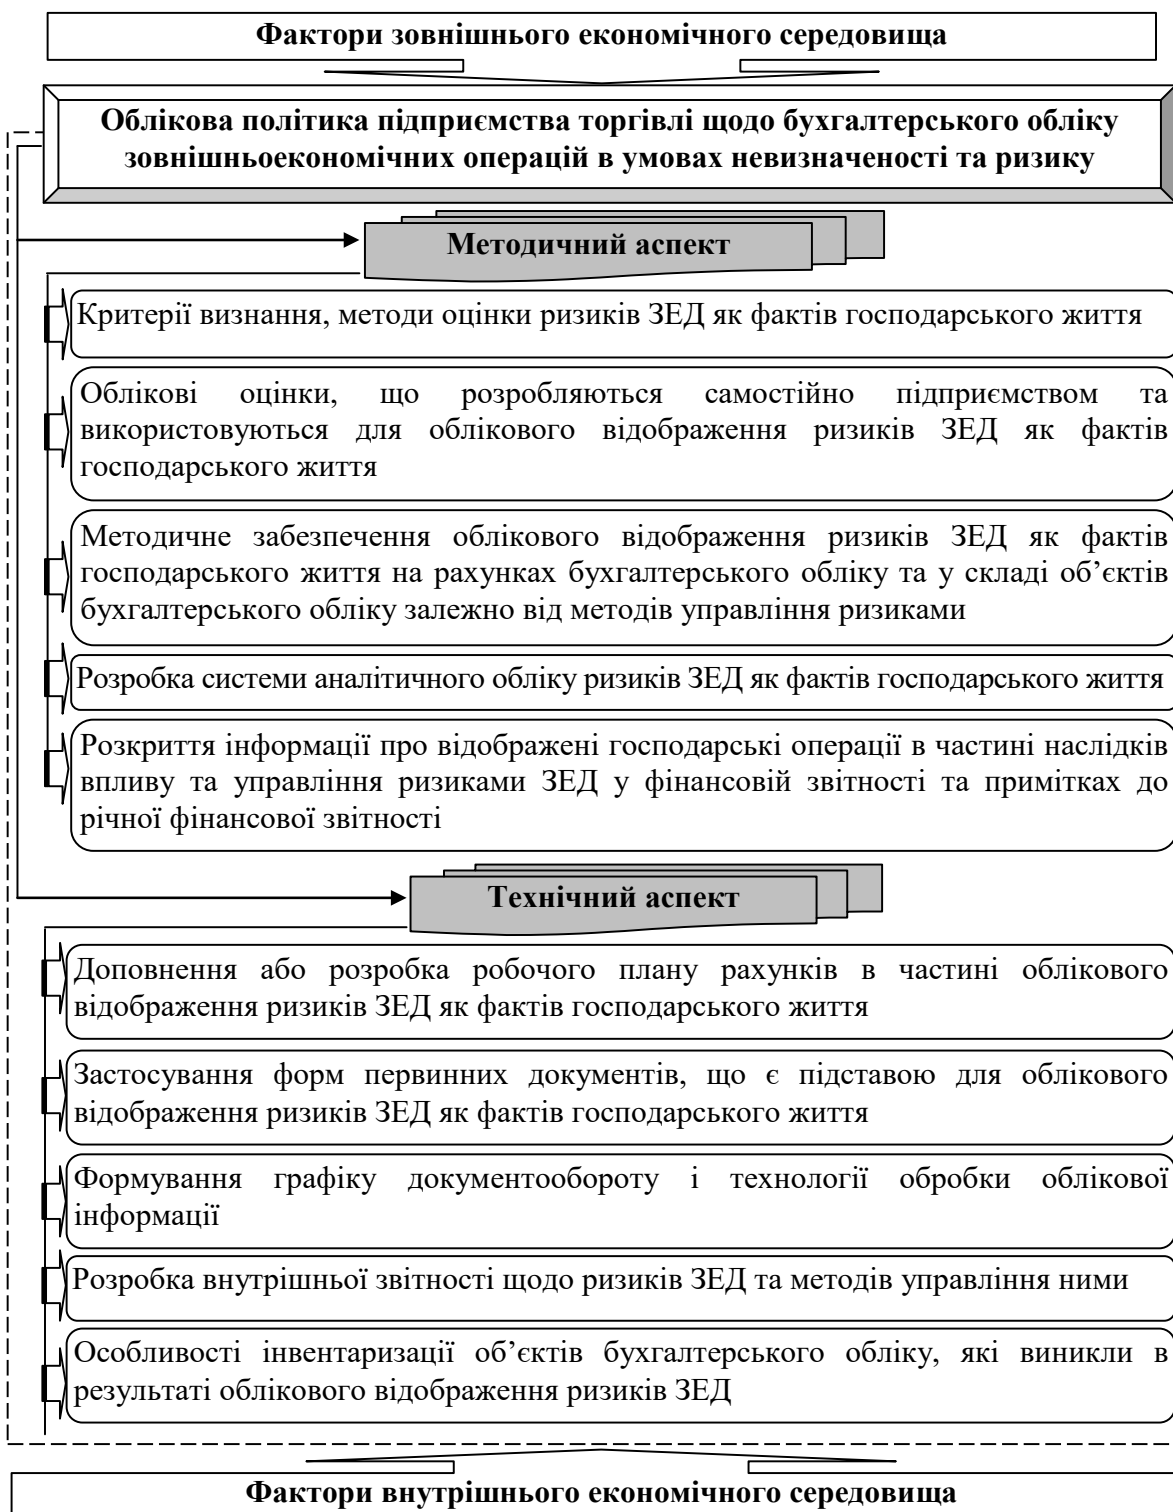 Фактори зовнішнього економічного середовища
Облікова політика підприємства торгівлі щодо бухгалтерського обліку
зовнішньоекономічних операцій в умовах невизначеності та ризику
Методичний аспект
Критерії визнання, методи оцінки ризиків ЗЕД як фактів господарського життя
Облікові оцінки, що розробляються самостійно підприємством та
використовуються для облікового відображення ризиків ЗЕД як фактів
господарського життя
Методичне забезпечення облікового відображення ризиків ЗЕД як фактів
господарського життя на рахунках бухгалтерського обліку та у складі об’єктів
бухгалтерського обліку залежно від методів управління ризиками
Розробка системи аналітичного обліку ризиків ЗЕД як фактів господарського життя
Розкриття інформації про відображені господарські операції в частині наслідків
впливу та управління ризиками ЗЕД у фінансовій звітності та примітках до
річної фінансової звітності
Технічний аспект
Доповнення або розробка робочого плану рахунків в частині облікового
відображення ризиків ЗЕД як фактів господарського життя
Застосування форм первинних документів, що є підставою для облікового
відображення ризиків ЗЕД як фактів господарського життя
Формування графіку документообороту і технології обробки облікової
інформації
Розробка внутрішньої звітності щодо ризиків ЗЕД та методів управління ними
Особливості інвентаризації об’єктів бухгалтерського обліку, які виникли в
результаті облікового відображення ризиків ЗЕД
Фактори внутрішнього економічного середовища